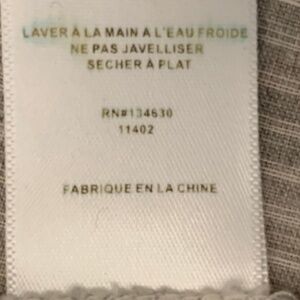 LAVER À LA MAIN A L'EAU FROIDE
NE PAS JAVELLISER
SECHER À PLAT
RN#134630
11402
FABRIQUE EN LA CHINE